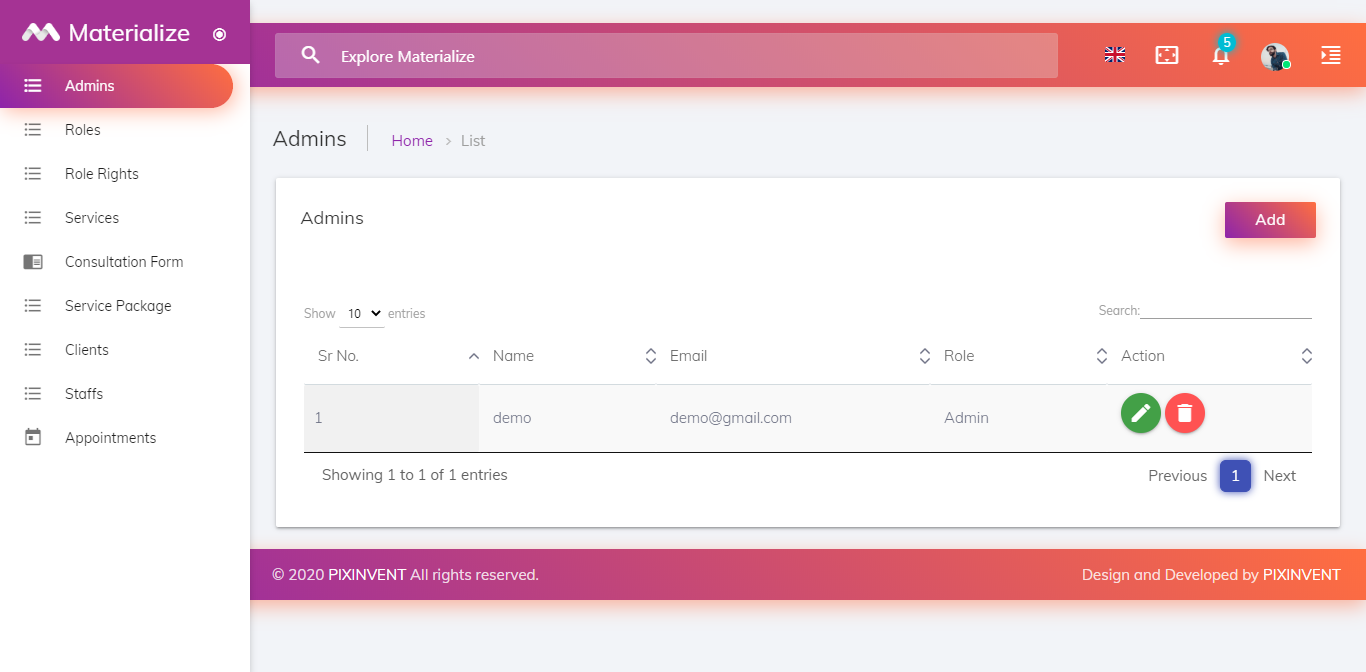 Materialize
Explore Materialize
5
Admins
Roles
Role Rights
Services
Consultation Form
Service Package
Clients
Staffs
Appointments
Admins
Home > List
Admins
Add
Show 10 entries
Search:
Sr No. Name Email Role Action
1 demo demo@gmail.com Admin
Showing 1 to 1 of 1 entries
Previous 1 Next
© 2020 PIXINVENT All rights reserved.
Design and Developed by PIXINVENT